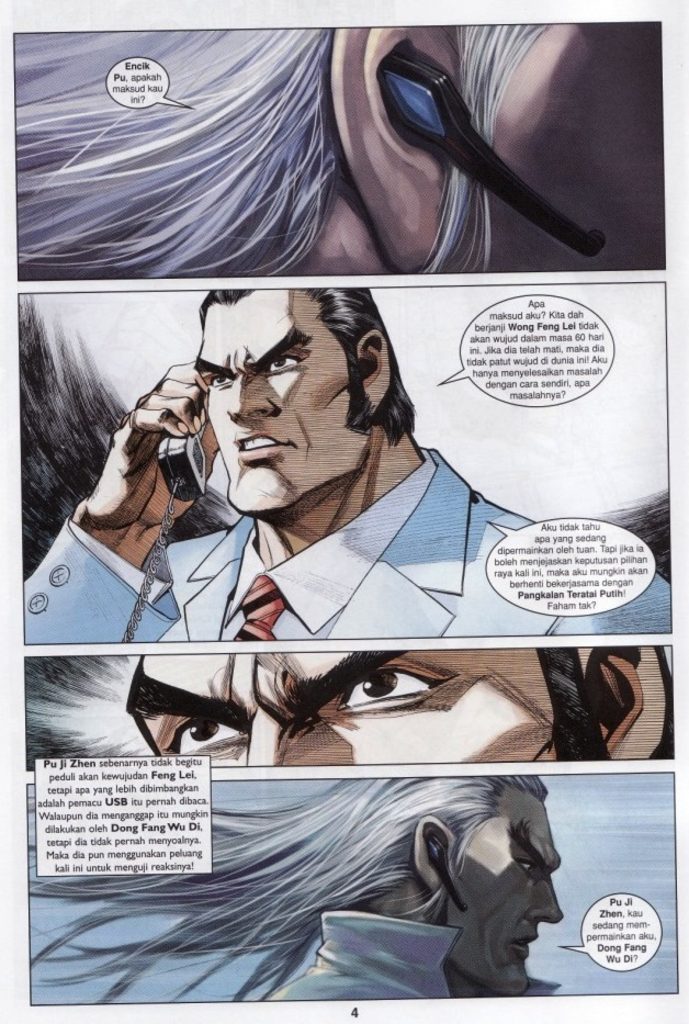 Encik
Pu, apakah
maksud kau
ini?
Apa
maksud aku? Kita dah
berjanji Wong Feng Lei tidak
akan wujud dalam masa 60 hari
ini. Jika dia telah mati, maka dia
tidak patut wujud di dunia ini! Aku
hanya menyelesaikan masalah
dengan cara sendiri, apa
masalahnya?
Aku tidak tahu
apa yang sedang
dipermainkan oleh tuan. Tapi jika ia
boleh menjejaskan keputusan pilihan
raya kali ini, maka aku mungkin akan
berhenti bekerjasama dengan
Pangkalan Teratai Putih!
Faham tak?
Pu Ji Zhen sebenarnya tidak begitu
peduli akan kewujudan Feng Lei,
tetapi apa yang lebih dibimbangkan
adalah pemacu USB itu pernah dibaca.
Walaupun dia menganggap itu mungkin
dilakukan oleh Dong Fang Wu Di,
tetapi dia tidak pernah menyoalnya.
Maka dia pun menggunakan peluang
kali ini untuk menguji reaksinya!
Pu Ji
Zhen, kau
sedang mem-
permainkan aku,
Dong Fang
Wu Di?
4